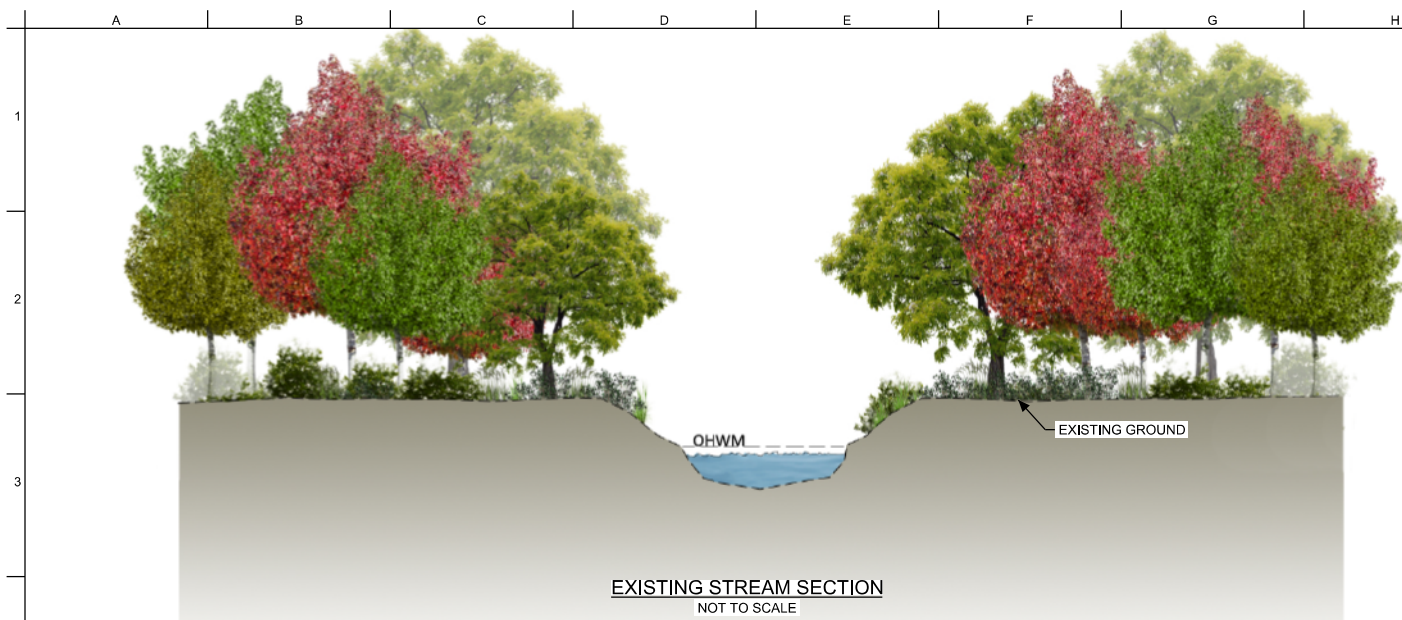 A B C D E F G H
1
2
3
OHWM
EXISTING GROUND
EXISTING STREAM SECTION
NOT TO SCALE